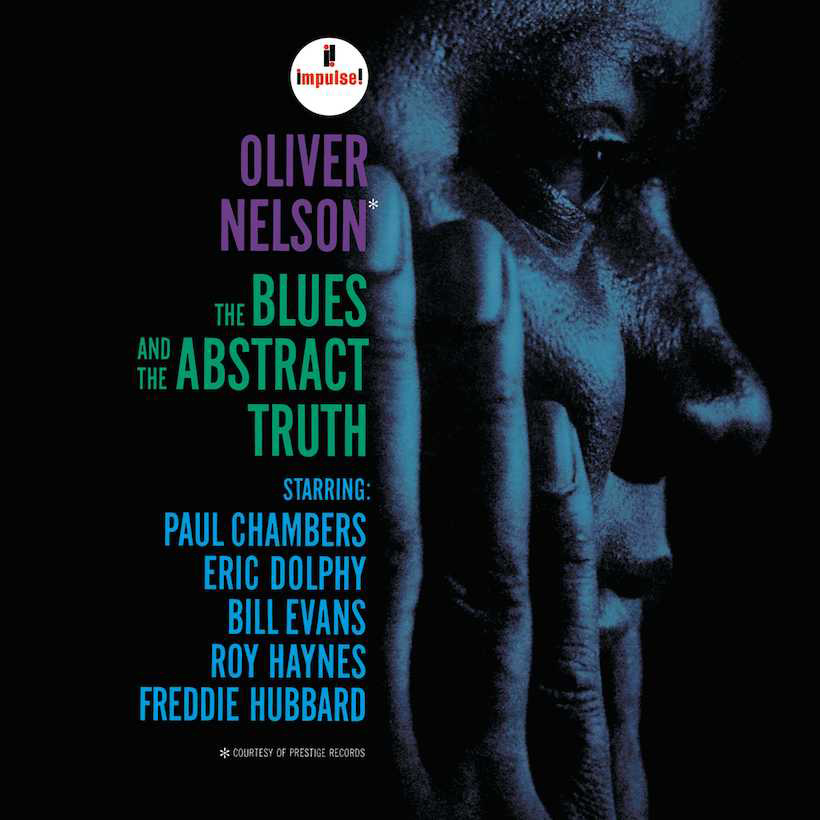 impulse!
OLIVER
NELSON*
THE BLUES
AND THE ABSTRACT
TRUTH
STARRING:
PAUL CHAMBERS
ERIC DOLPHY
BILL EVANS
ROY HAYNES
FREDDIE HUBBARD
* COURTESY OF PRESTIGE RECORDS